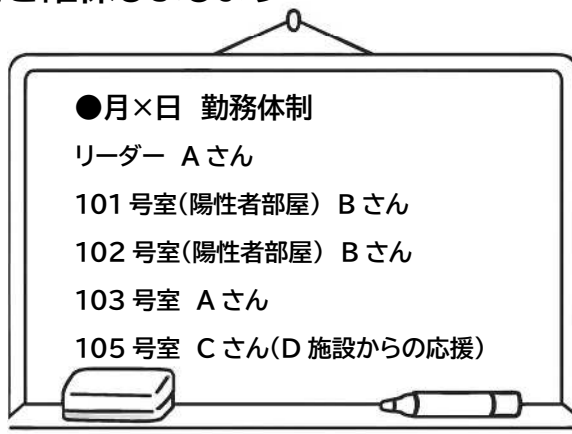 ●月×日 勤務体制
リーダー Aさん
101号室(陽性者部屋) Bさん
102号室(陽性者部屋) Bさん
103号室 Aさん
105号室 Cさん(D施設からの応援)